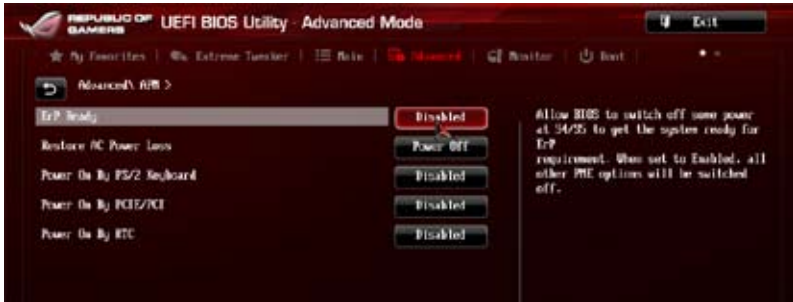 REPUBLIC OF GAMERS UEFI BIOS Utility - Advanced Mode
Exit
My Favorites | Extreme Tweaker | Main | Advanced | Monitor | Boot
Advanced\ APM >
ErP Ready Disabled
Restore AC Power Loss Power Off
Power On By PS/2 Keyboard Disabled
Power On By PCIE/PCI Disabled
Power On By RTC Disabled
Allow BIOS to switch off some power
at S4/S5 to get the system ready for
ErP
requirement. When set to Enabled, all
other PME options will be switched
off.